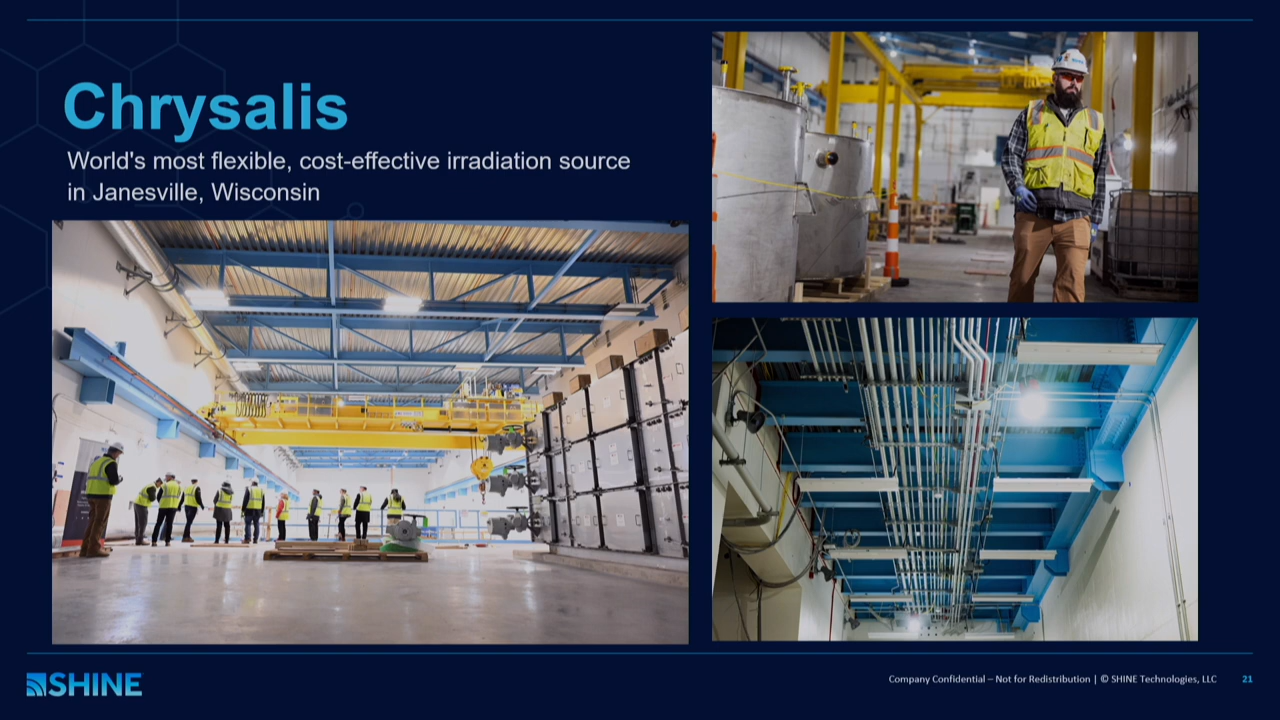 Chrysalis
World's most flexible, cost-effective irradiation source
in Janesville, Wisconsin
SHINE
SHINE
Company Confidential – Not for Redistribution | © SHINE Technologies, LLC
21